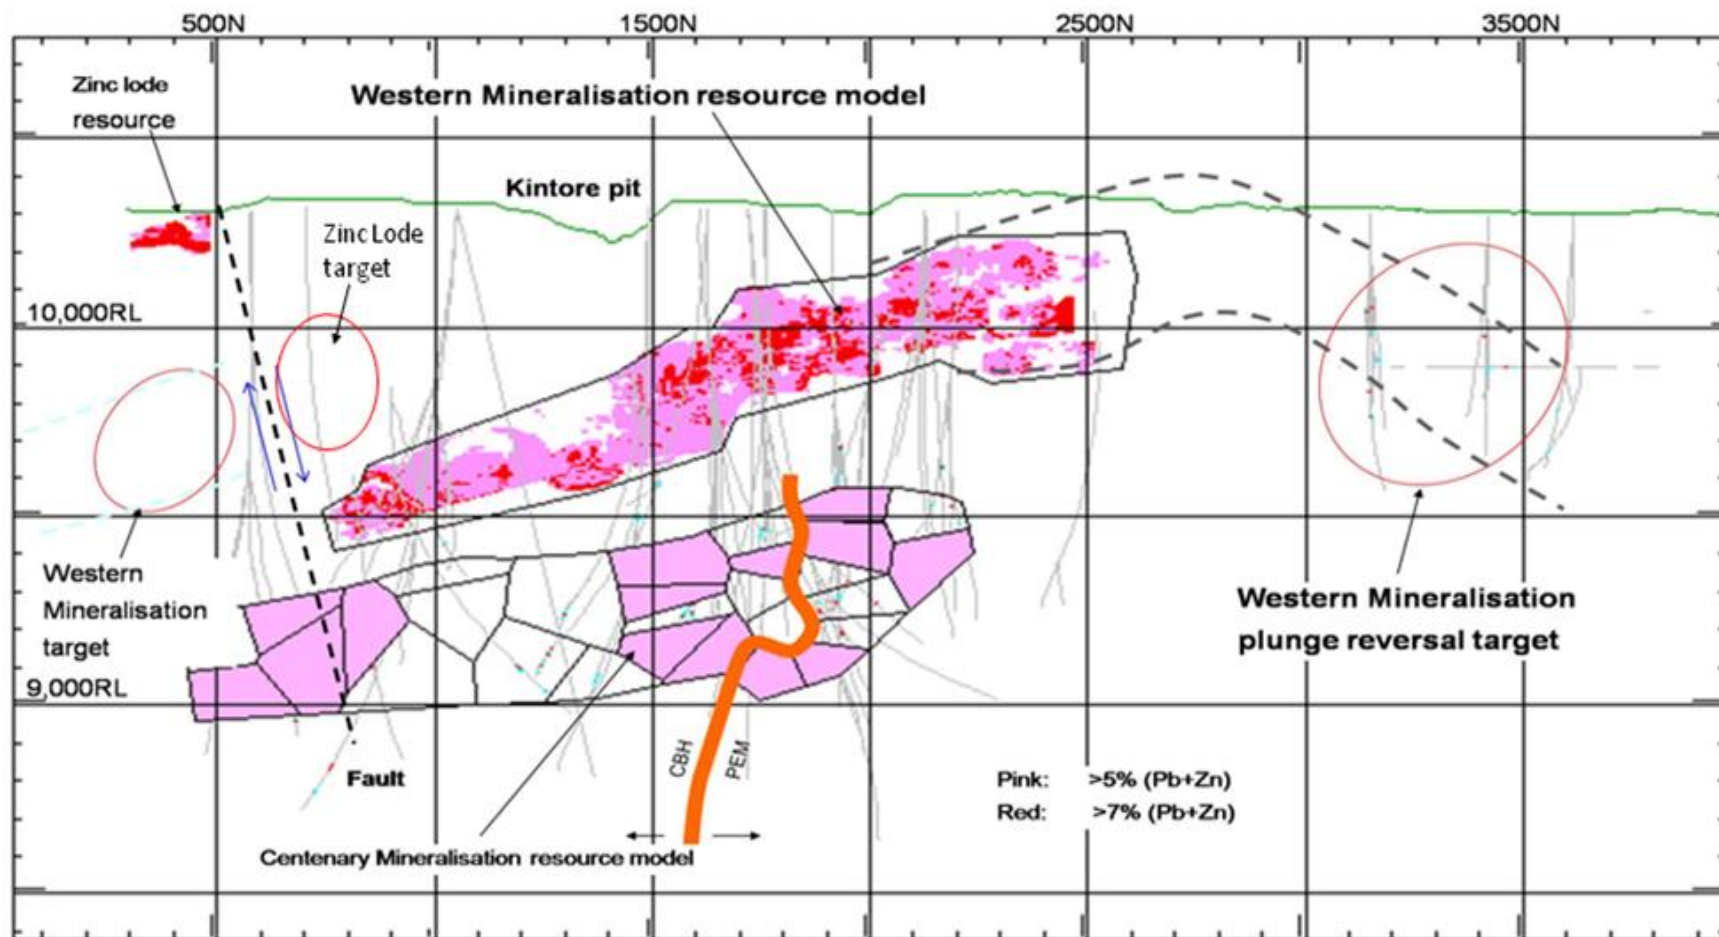 500N
1500N
2500N
3500N
Zinc lode
resource
Western Mineralisation resource model
Kintore pit
Zinc Lode
target
10,000RL
Western
Mineralisation
target
9,000RL
Western Mineralisation
plunge reversal target
Fault
CBH
PEM
Pink: >5% (Pb+Zn)
Red: >7% (Pb+Zn)
Centenary Mineralisation resource model